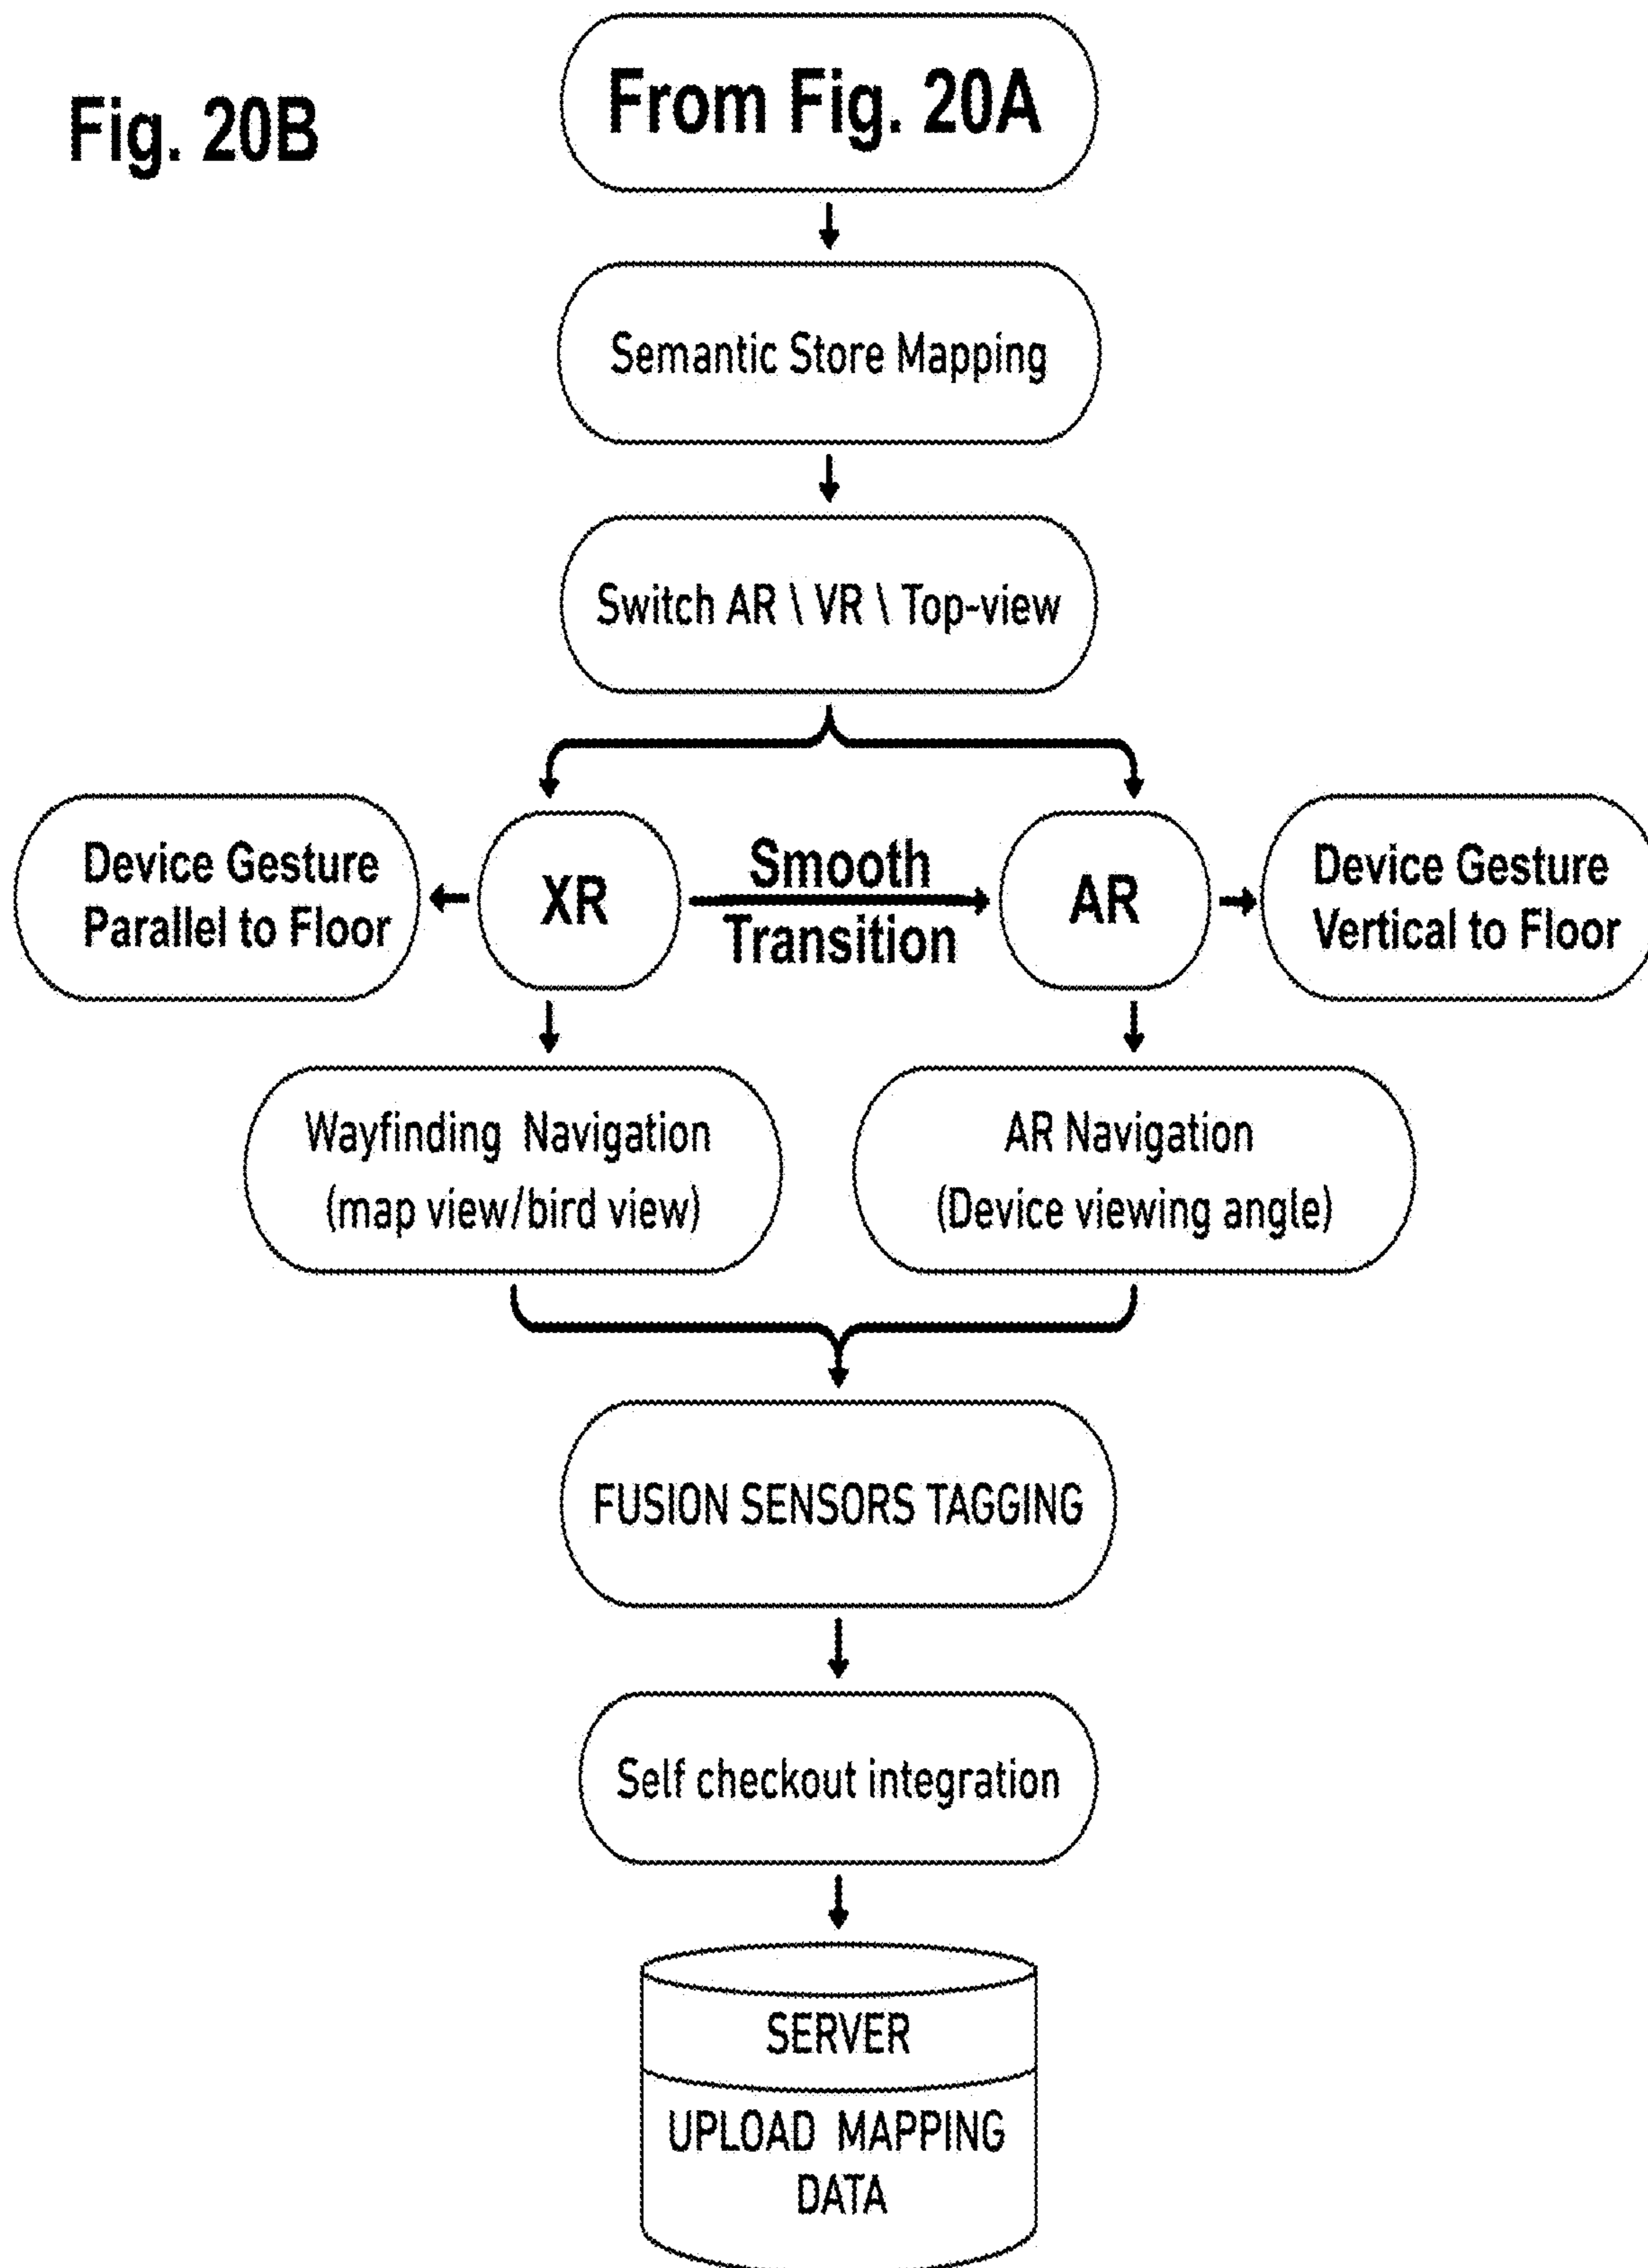 Fig. 20B
From Fig. 20A
Semantic Store Mapping
Switch AR \ VR \ Top-view
Device Gesture
Parallel to Floor
XR
Smooth
Transition
AR
Device Gesture
Vertical to Floor
Wayfinding Navigation
(map view/bird view)
AR Navigation
(Device viewing angle)
FUSION SENSORS TAGGING
Self checkout integration
SERVER
UPLOAD MAPPING
DATA